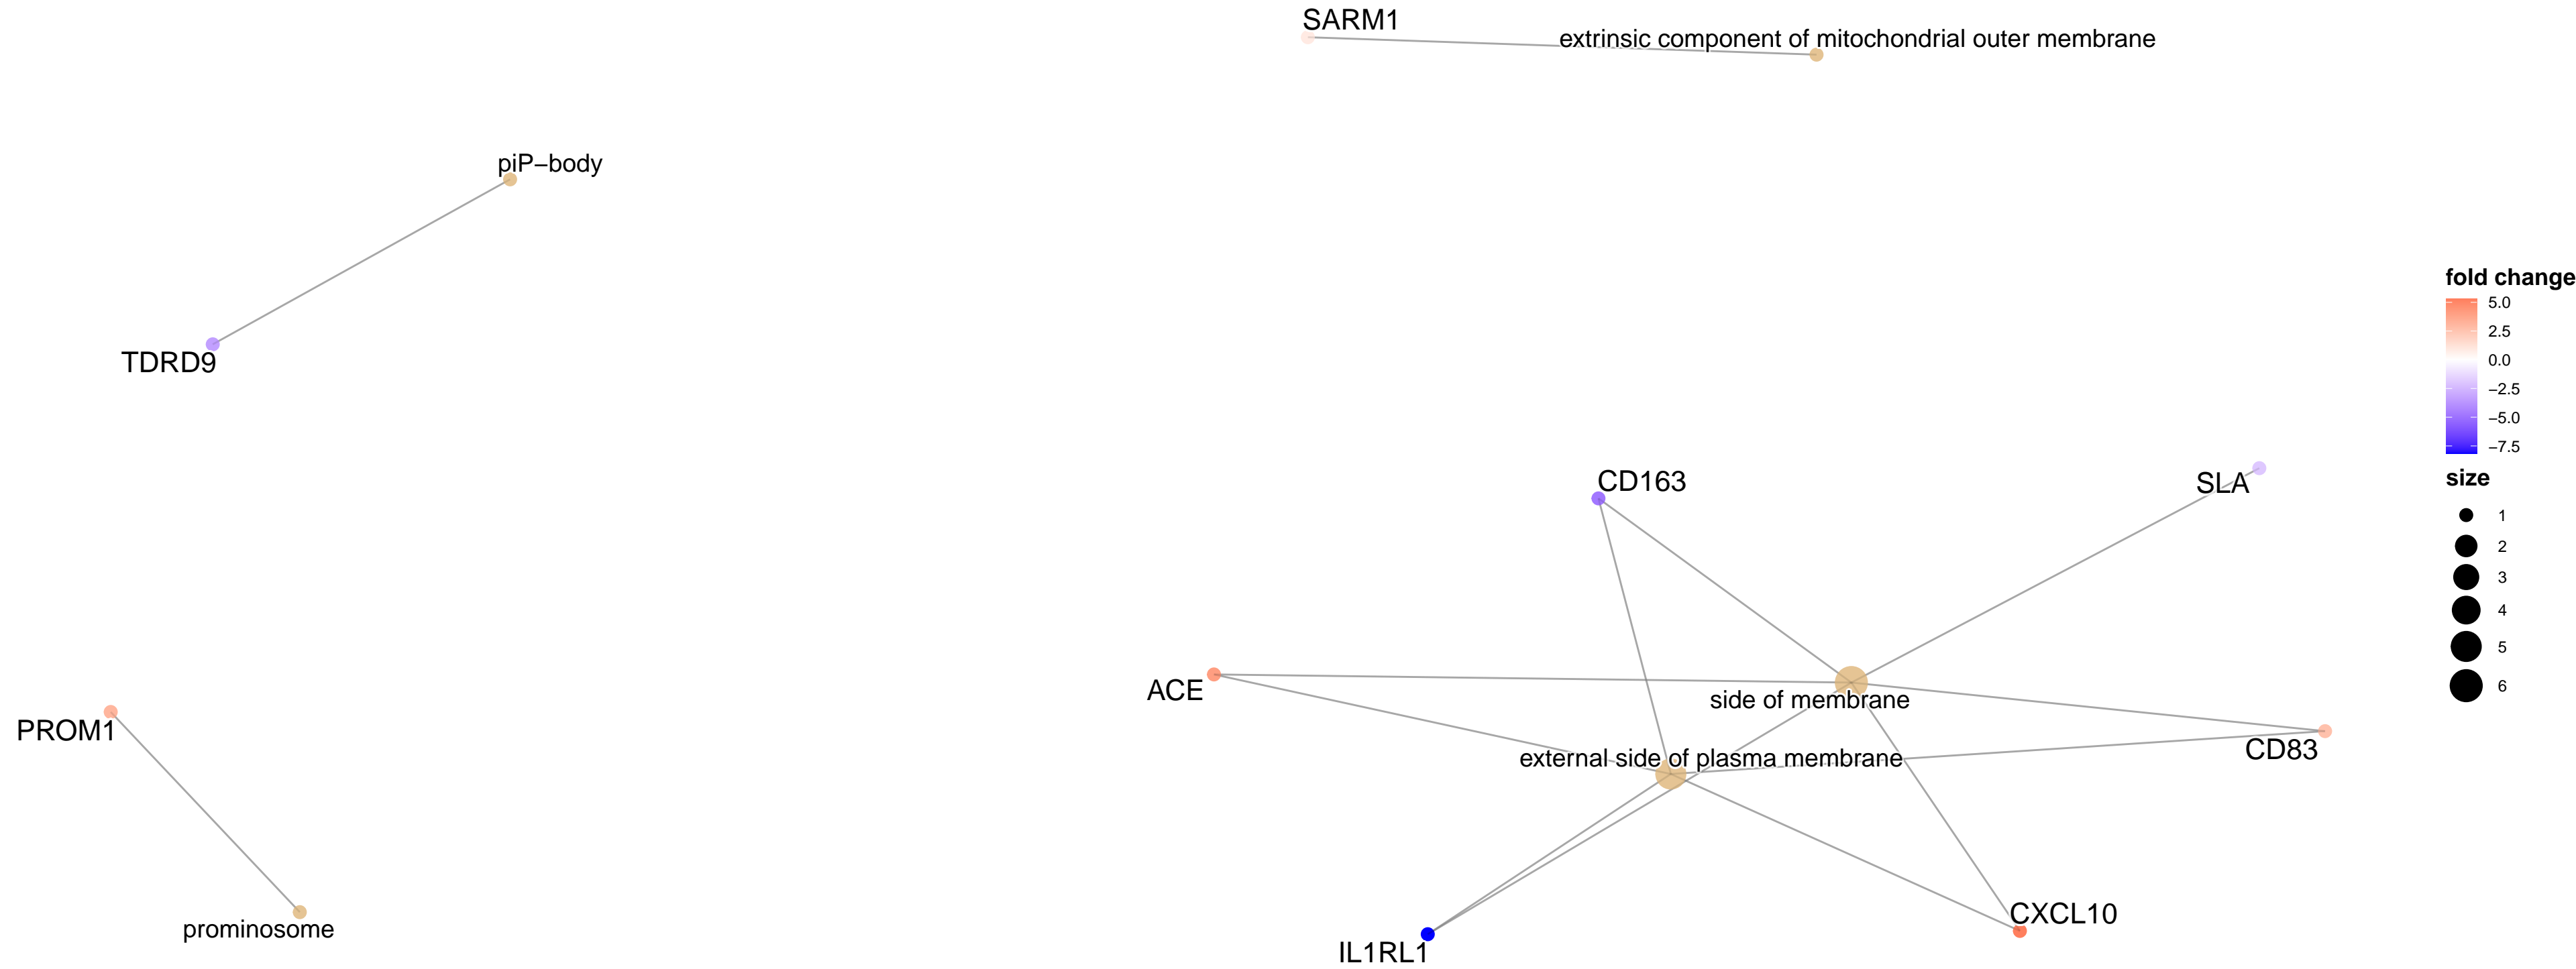 SARM1
extrinsic component of mitochondrial outer membrane
piP−body
TDRD9
fold change
5.0
2.5
0.0
−2.5
−5.0
−7.5
CD163
SLA
size
1
2
3
4
5
6
ACE
side of membrane
PROM1
CD83
external side of plasma membrane
CXCL10
prominosome
IL1RL1